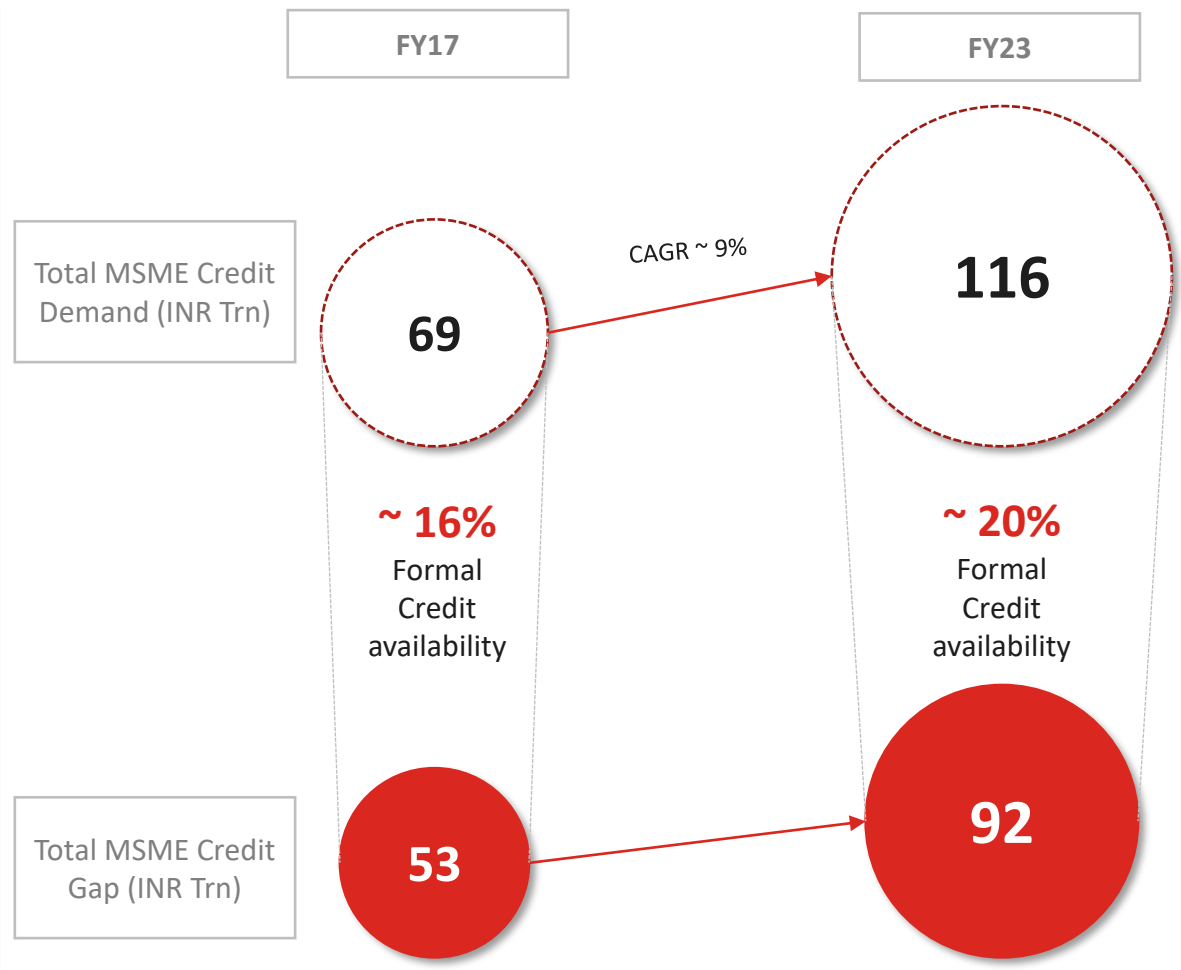 FY17
FY23
Total MSME Credit
Demand (INR Trn)
69
CAGR ~ 9%
116
~ 16%
Formal
Credit
availability
~ 20%
Formal
Credit
availability
Total MSME Credit
Gap (INR Trn)
53
92